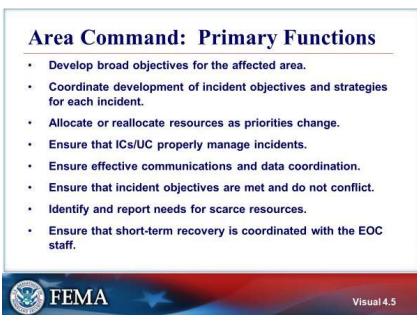 Area Command: Primary Functions
• Develop broad objectives for the affected area.
• Coordinate development of incident objectives and strategies
for each incident.
• Allocate or reallocate resources as priorities change.
• Ensure that ICs/UC properly manage incidents.
• Ensure effective communications and data coordination.
• Ensure that incident objectives are met and do not conflict.
• Identify and report needs for scarce resources.
• Ensure that short-term recovery is coordinated with the EOC
staff.
FEMA
Visual 4.5